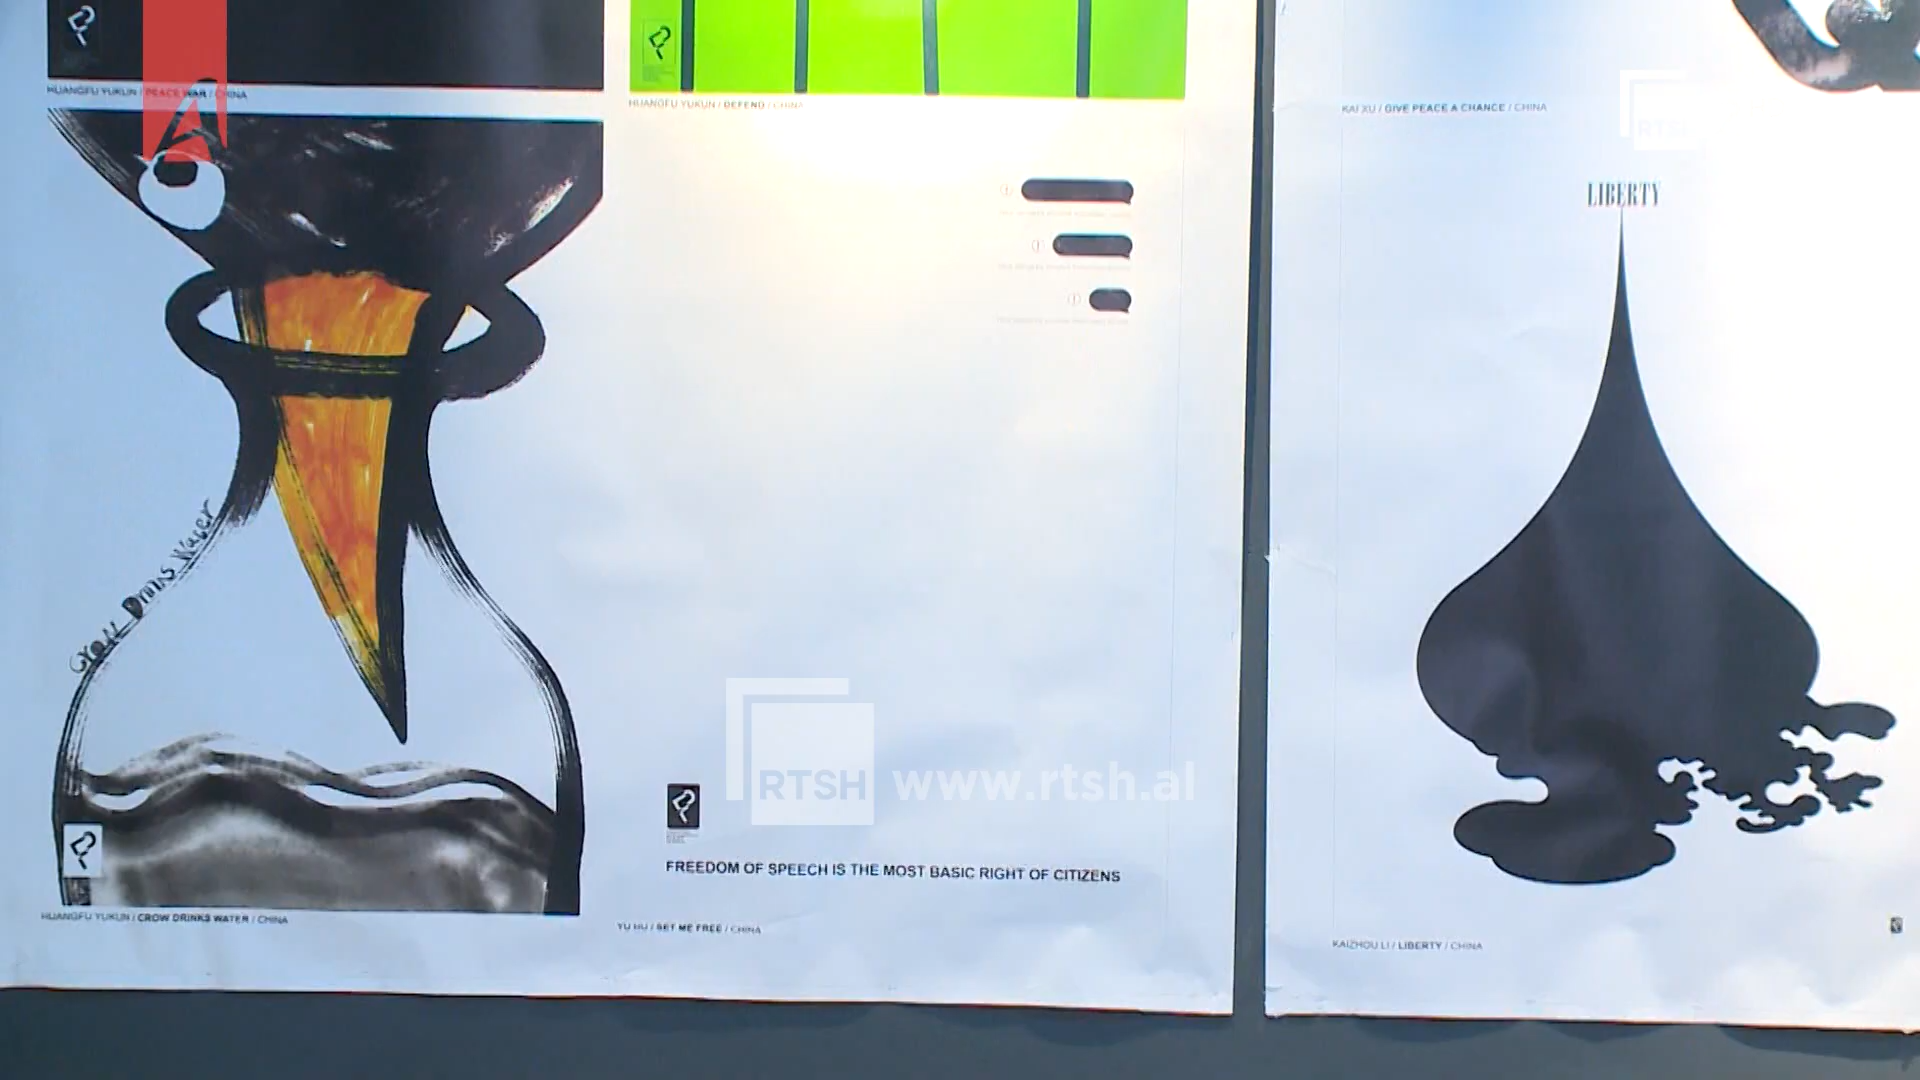 HUANGFU YUKUN / PEACE WAR / CHINA
HUANGFU YUKUN / DEFEND / CHINA
KAI XU / GIVE PEACE A CHANCE / CHINA
RTSH
LIBERTY
Crow Drinks Water
RTSH www.rtsh.al
FREEDOM OF SPEECH IS THE MOST BASIC RIGHT OF CITIZENS
HUANGFU YUKUN / CROW DRINKS WATER / CHINA
YU HU / SET ME FREE / CHINA
KAIZHOU LI / LIBERTY / CHINA